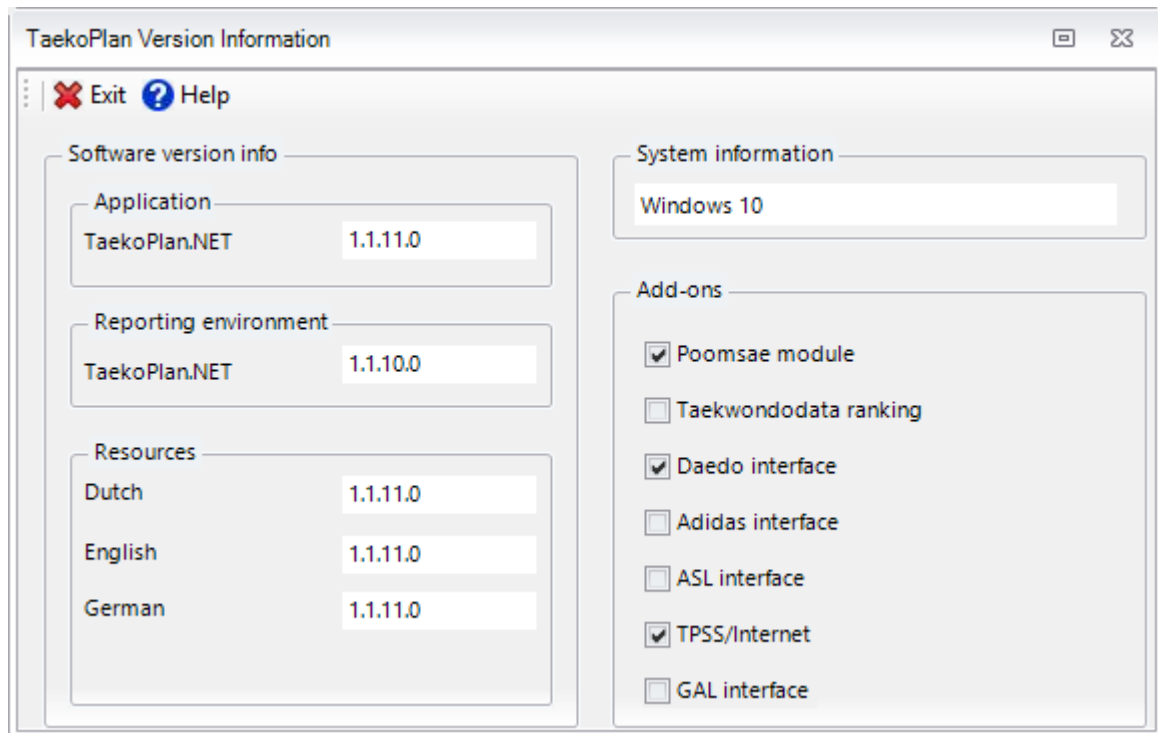 TaekoPlan Version Information
Exit Help
Software version info
Application
TaekoPlan.NET 1.1.11.0
Reporting environment
TaekoPlan.NET 1.1.10.0
Resources
Dutch 1.1.11.0
English 1.1.11.0
German 1.1.11.0
System information
Windows 10
Add-ons
Poomsae module
Taekwondodata ranking
Daedo interface
Adidas interface
ASL interface
TPSS/Internet
GAL interface